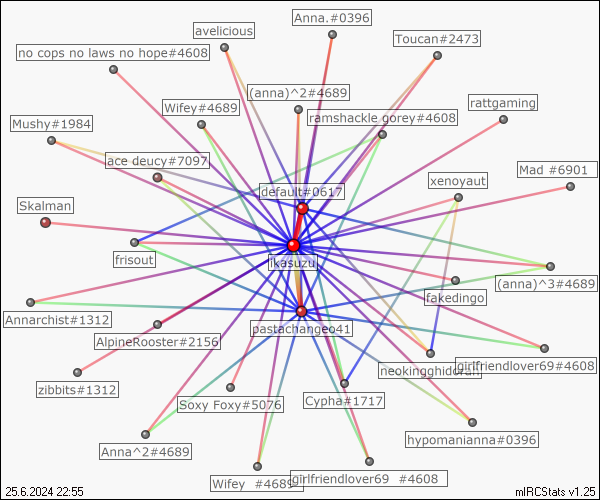 Anna.#0396
avelicious
Toucan#2473
no cops no laws no hope#4608
(anna)^2#4689
rattgaming
Wifey#4689
ramshackle gorey#4608
Mushy#1984
ace deucy#7097
Mad #6901
xenoyaut
default#0617
Skalman
frisout
ikasuzu
(anna)^3#4689
fakedingo
Annarchist#1312
pastachangeo41
AlpineRooster#2156
girlfriendlover69#4608
neokingghidorah
zibbits#1312
Soxy Foxy#5076
Cypha#1717
hypomanianna#0396
Anna^2#4689
girlfriendlover69 #4608
Wifey #4689
25.6.2024 22:55
mIRCStats v1.25